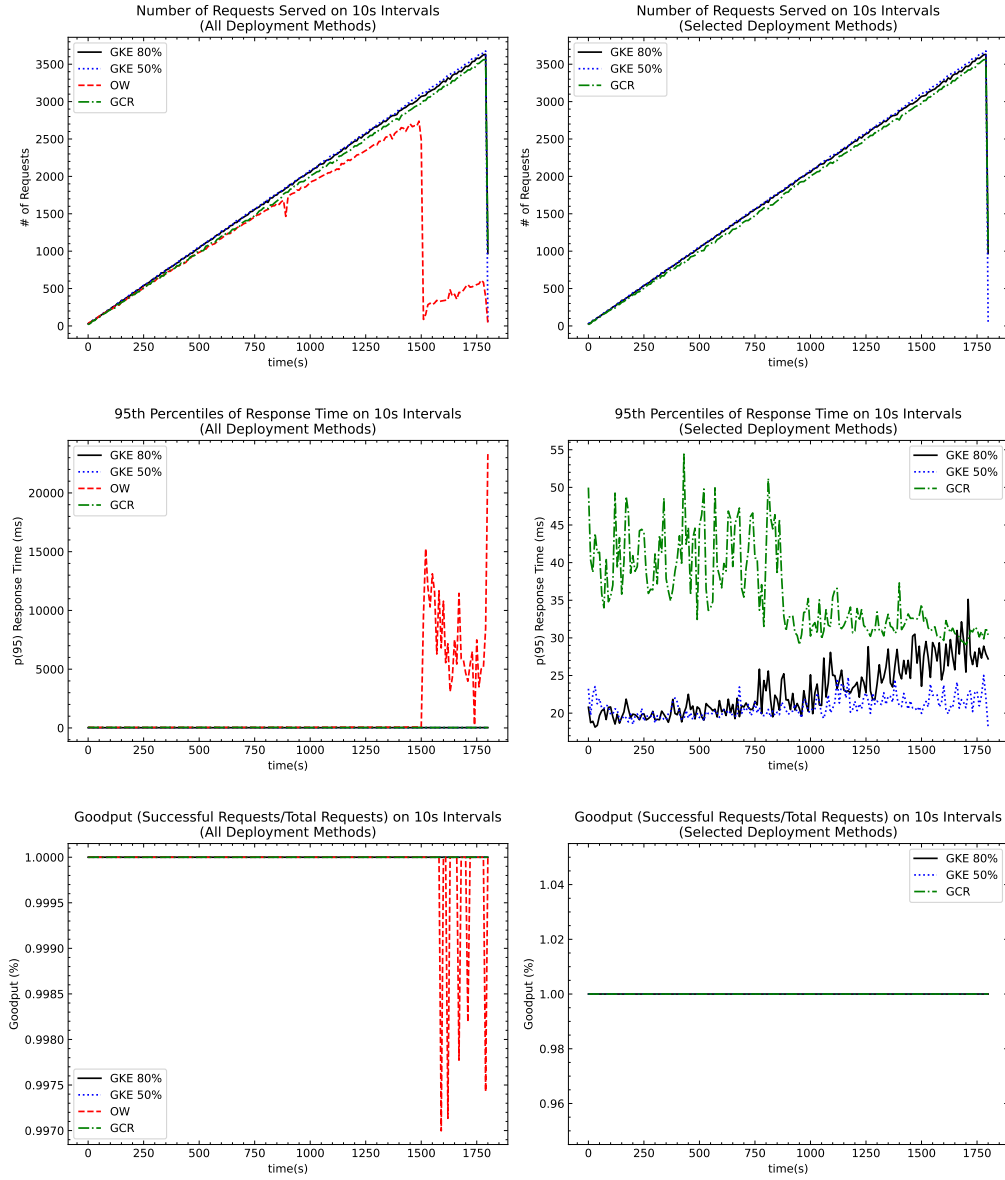 Number of Requests Served on 10s Intervals
(All Deployment Methods)
GKE 80%
GKE 50%
OW
GCR
# of Requests
3500
3000
2500
2000
1500
1000
500
0
0 250 500 750 1000 1250 1500 1750
time(s)
Number of Requests Served on 10s Intervals
(Selected Deployment Methods)
GKE 80%
GKE 50%
GCR
# of Requests
3500
3000
2500
2000
1500
1000
500
0
0 250 500 750 1000 1250 1500 1750
time(s)
95th Percentiles of Response Time on 10s Intervals
(All Deployment Methods)
GKE 80%
GKE 50%
OW
GCR
p(95) Response Time (ms)
20000
15000
10000
5000
0
0 250 500 750 1000 1250 1500 1750
time(s)
95th Percentiles of Response Time on 10s Intervals
(Selected Deployment Methods)
GKE 80%
GKE 50%
GCR
p(95) Response Time (ms)
55
50
45
40
35
30
25
20
0 250 500 750 1000 1250 1500 1750
time(s)
Goodput (Successful Requests/Total Requests) on 10s Intervals
(All Deployment Methods)
GKE 80%
GKE 50%
OW
GCR
Goodput (%)
1.0000
0.9995
0.9990
0.9985
0.9980
0.9975
0.9970
0 250 500 750 1000 1250 1500 1750
time(s)
Goodput (Successful Requests/Total Requests) on 10s Intervals
(Selected Deployment Methods)
GKE 80%
GKE 50%
GCR
Goodput (%)
1.04
1.02
1.00
0.98
0.96
0 250 500 750 1000 1250 1500 1750
time(s)